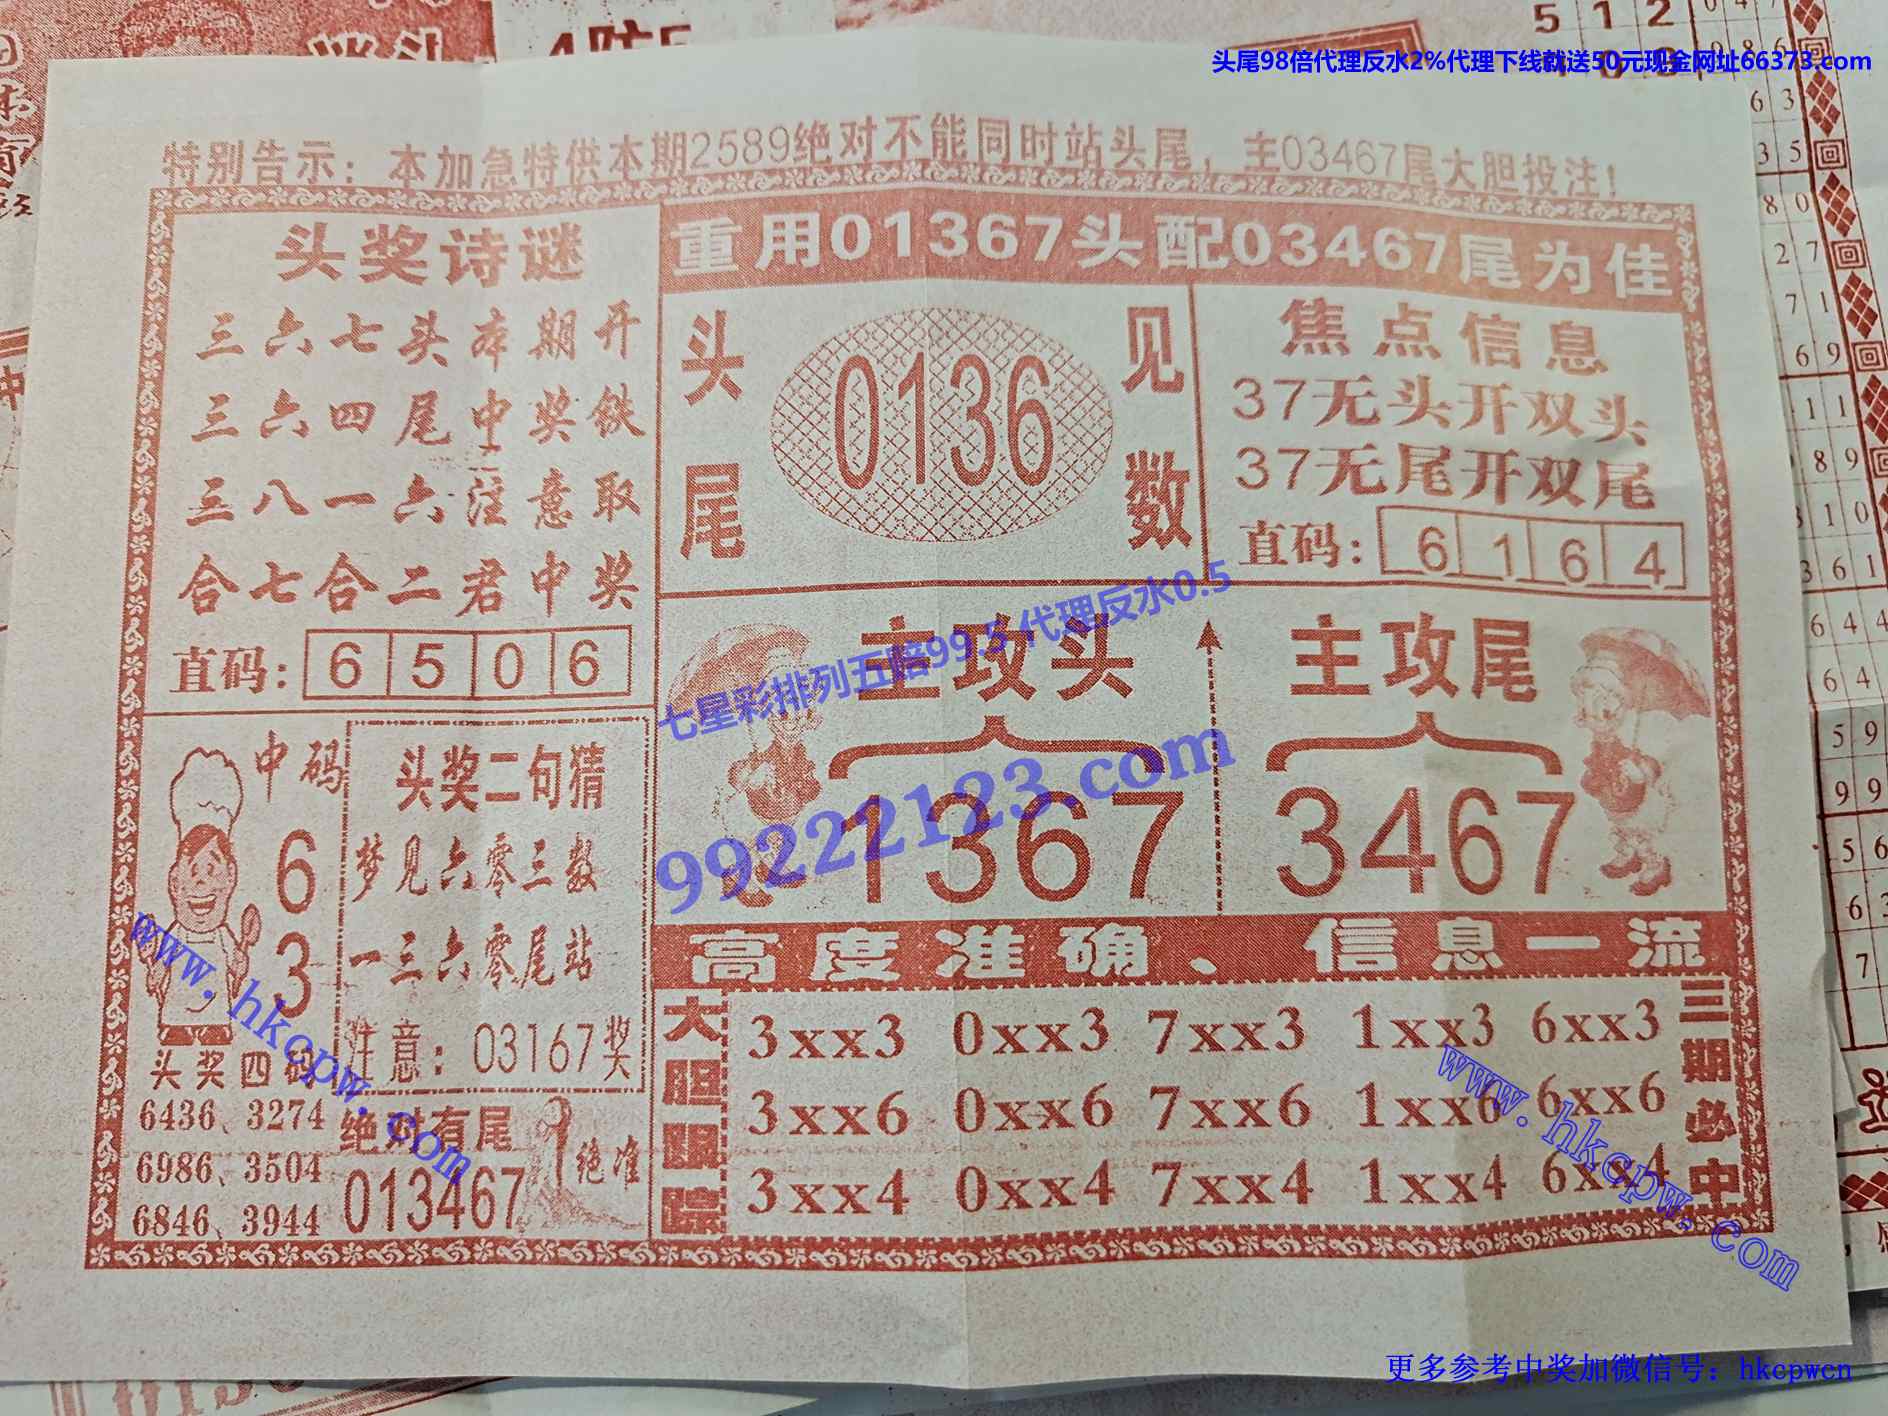 头尾98倍代理反水2%代理下线就送50元现金网址66373.com
特别告示：本加急特供本期2589绝对不能同时站头尾，主03467尾大胆投注！
头奖诗谜
三六七头本期开
三六四尾中奖铁
三八一六注意取
合七合二君中奖
直码：6506
重用01367头配03467尾为佳
头尾
0136
见数
焦点信息
37无头开双头
37无尾开双尾
直码：6164
七星彩排列五赔99.5 代理反水0.5
99222123.com
主攻头
1367
主攻尾
3467
中码
6
3
头奖四码
6436、3274
6986、3504
6846、3944
头奖二句猜
梦见六零三数
一三六零尾站
注意：03167奖
绝对有尾
013467
绝准
高度准确、信息一流
大胆跟踪
3xx3 0xx3 7xx3 1xx3 6xx3
3xx6 0xx6 7xx6 1xx6 6xx6
3xx4 0xx4 7xx4 1xx4 6xx4
三期必中
www.hkcpw.com
www.hkcpw.com
更多参考中奖加微信号：hkcpwcn